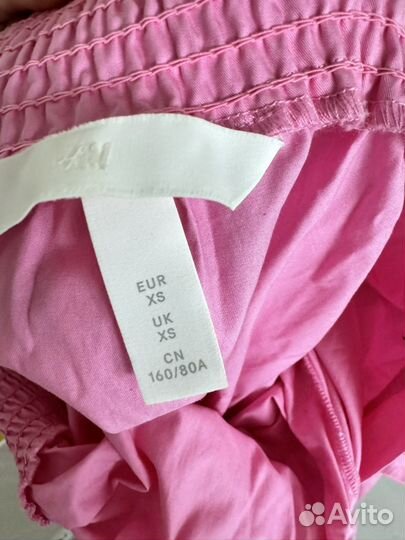 H&M
EUR
XS
UK
XS
CN
160/80A
Avito